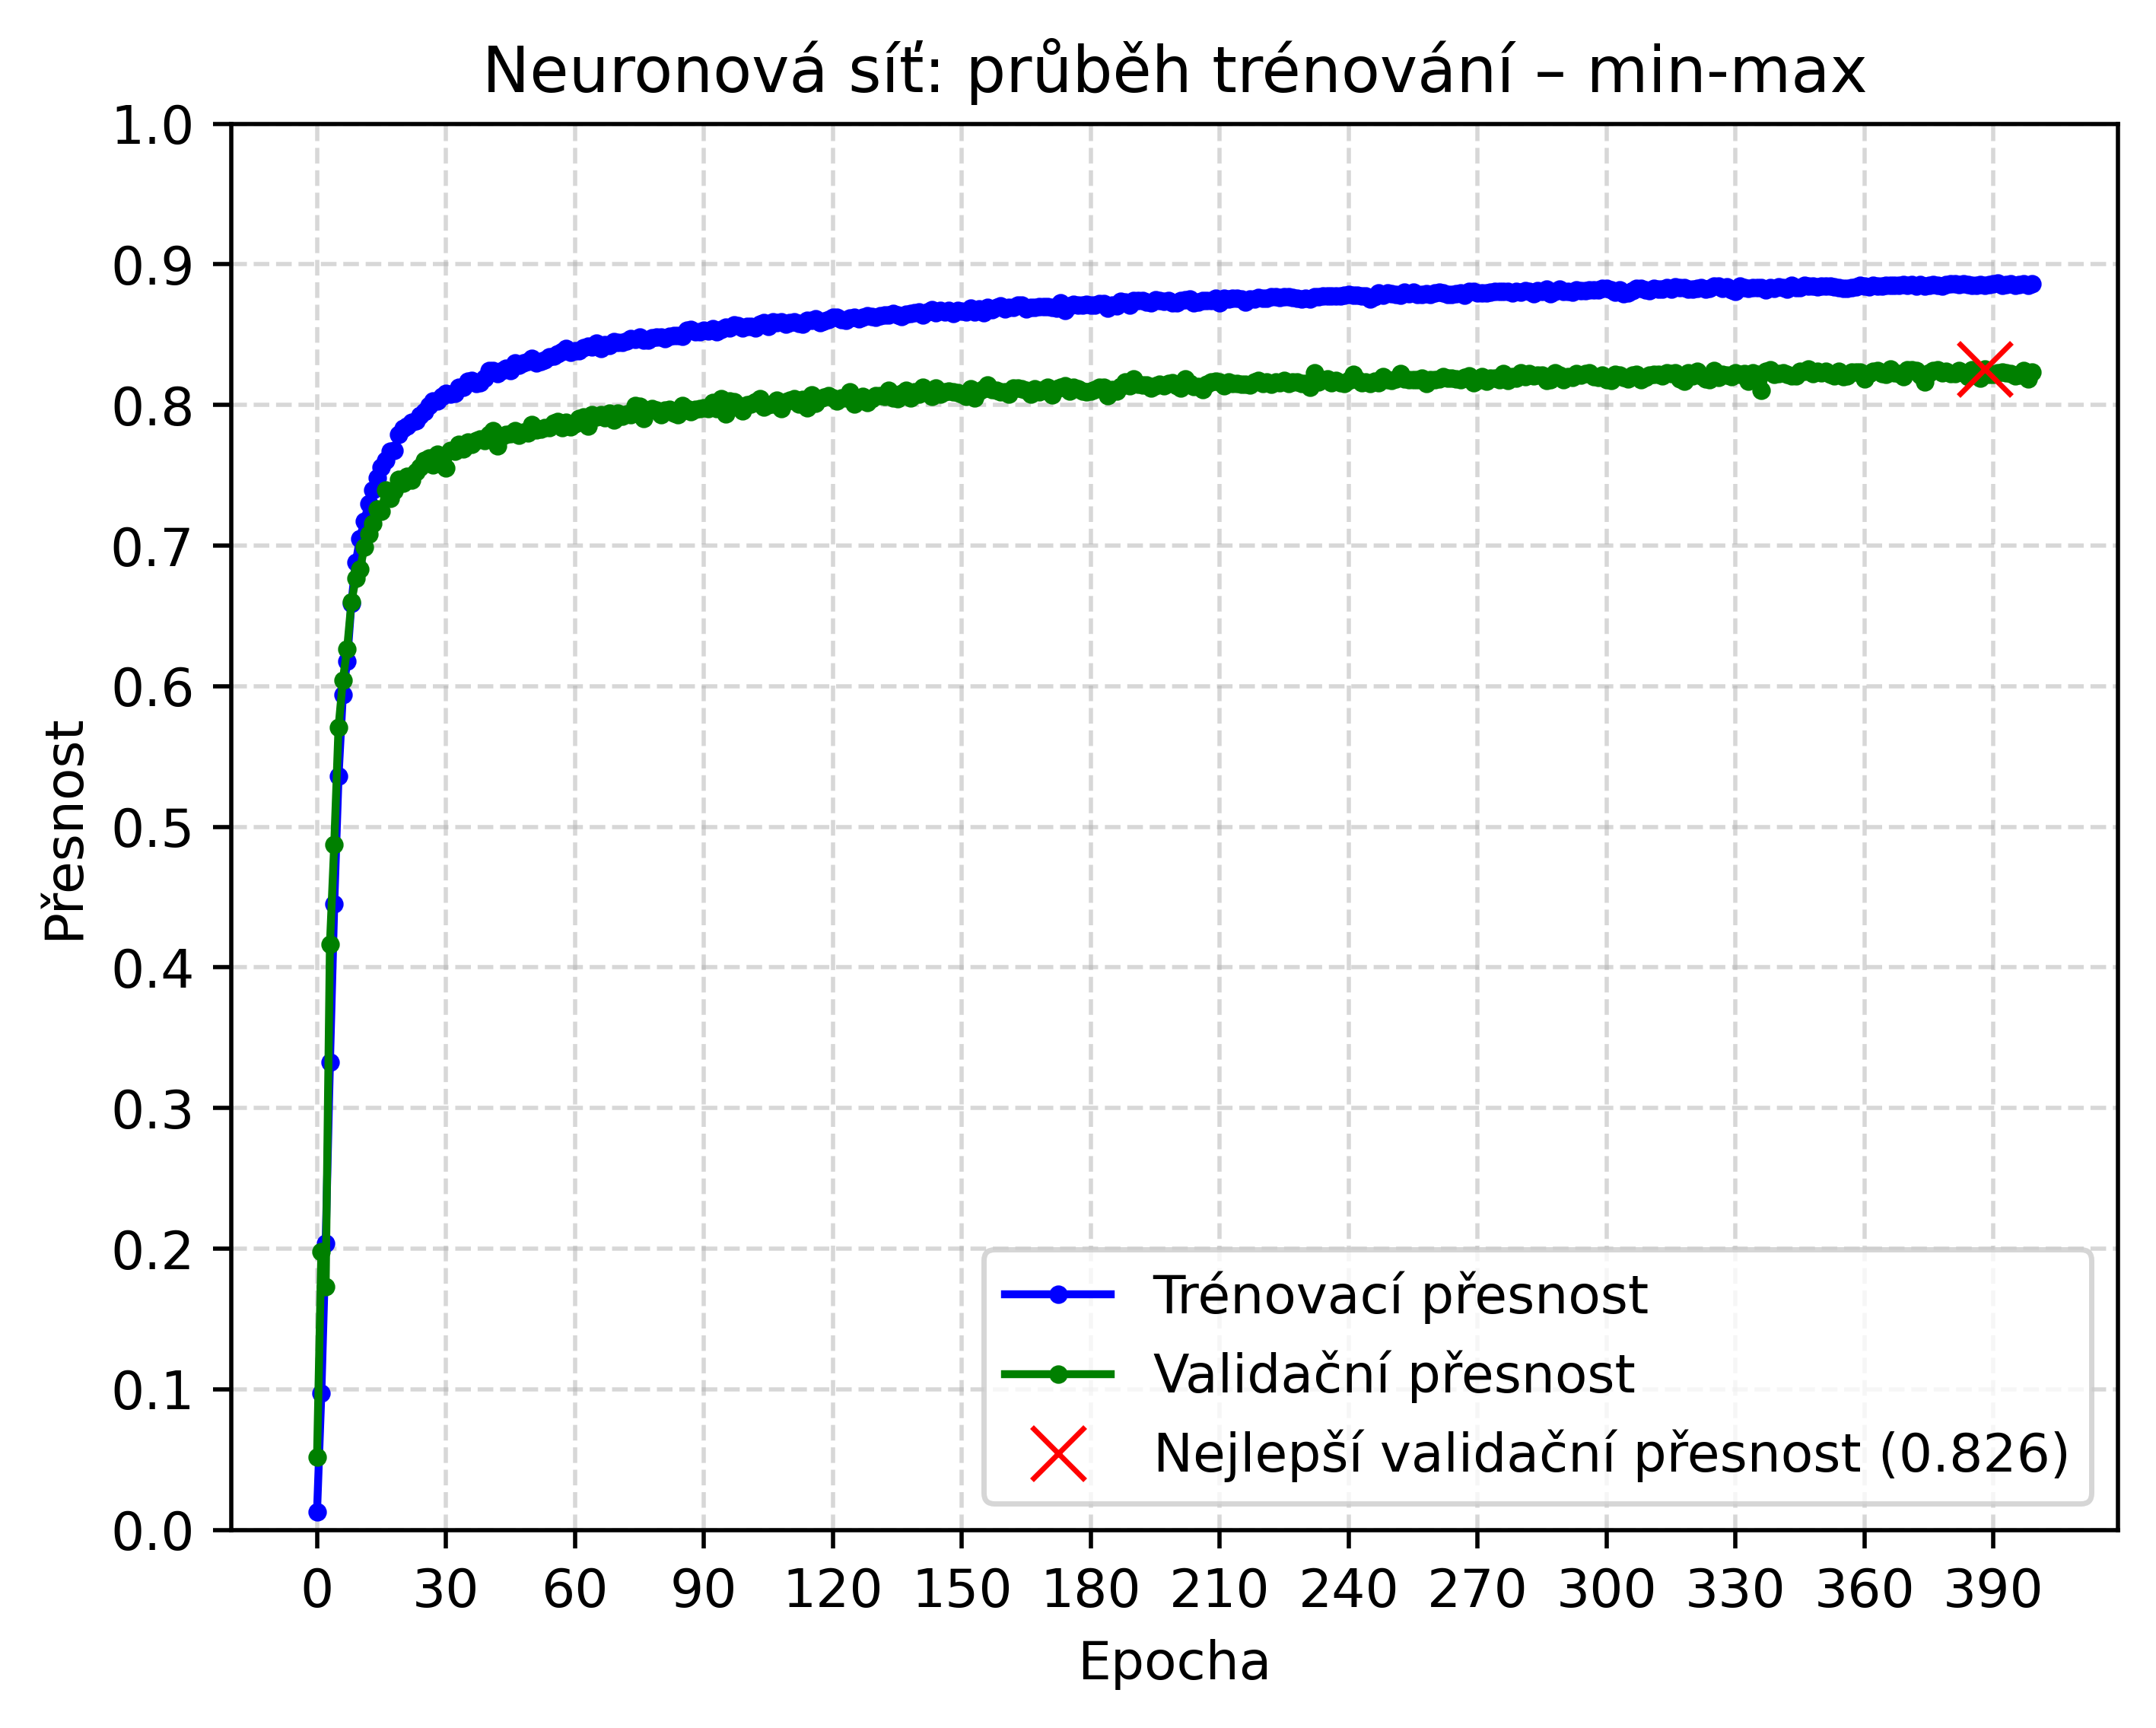 Neuronová síť: průběh trénování – min-max
1.0
0.9
0.8
0.7
0.6
0.5
0.4
0.3
0.2
0.1
0.0
Přesnost
Trénovací přesnost
Validační přesnost
Nejlepší validační přesnost (0.826)
0 30 60 90 120 150 180 210 240 270 300 330 360 390
Epocha